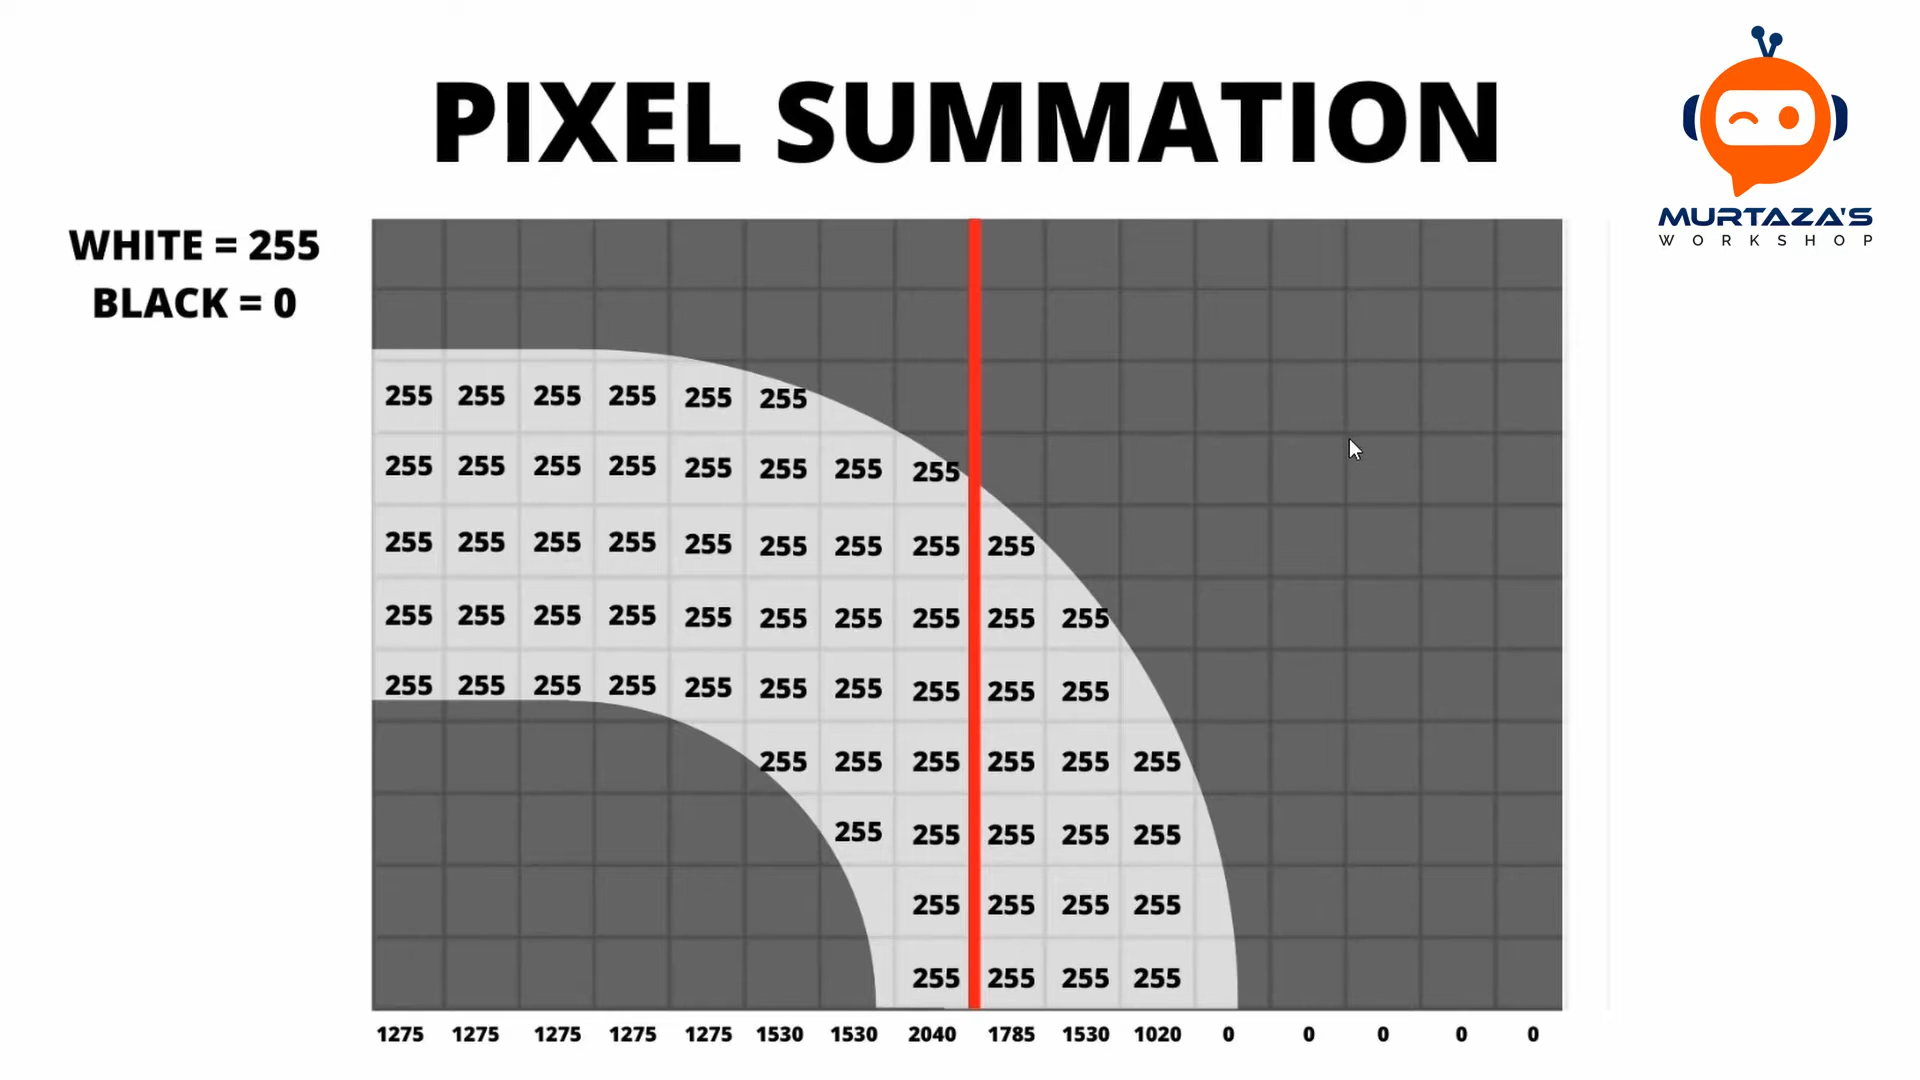 PIXEL SUMMATION
MURTAZA'S
WORKSHOP
WHITE = 255
BLACK = 0
255 255 255 255 255 255
255 255 255 255 255 255 255 255
255 255 255 255 255 255 255 255 255
255 255 255 255 255 255 255 255 255 255
255 255 255 255 255 255 255 255 255 255
255 255 255 255 255 255
255 255 255 255 255
255 255 255 255
255 255 255 255
1275 1275 1275 1275 1275 1530 1530 2040 1785 1530 1020 0 0 0 0 0